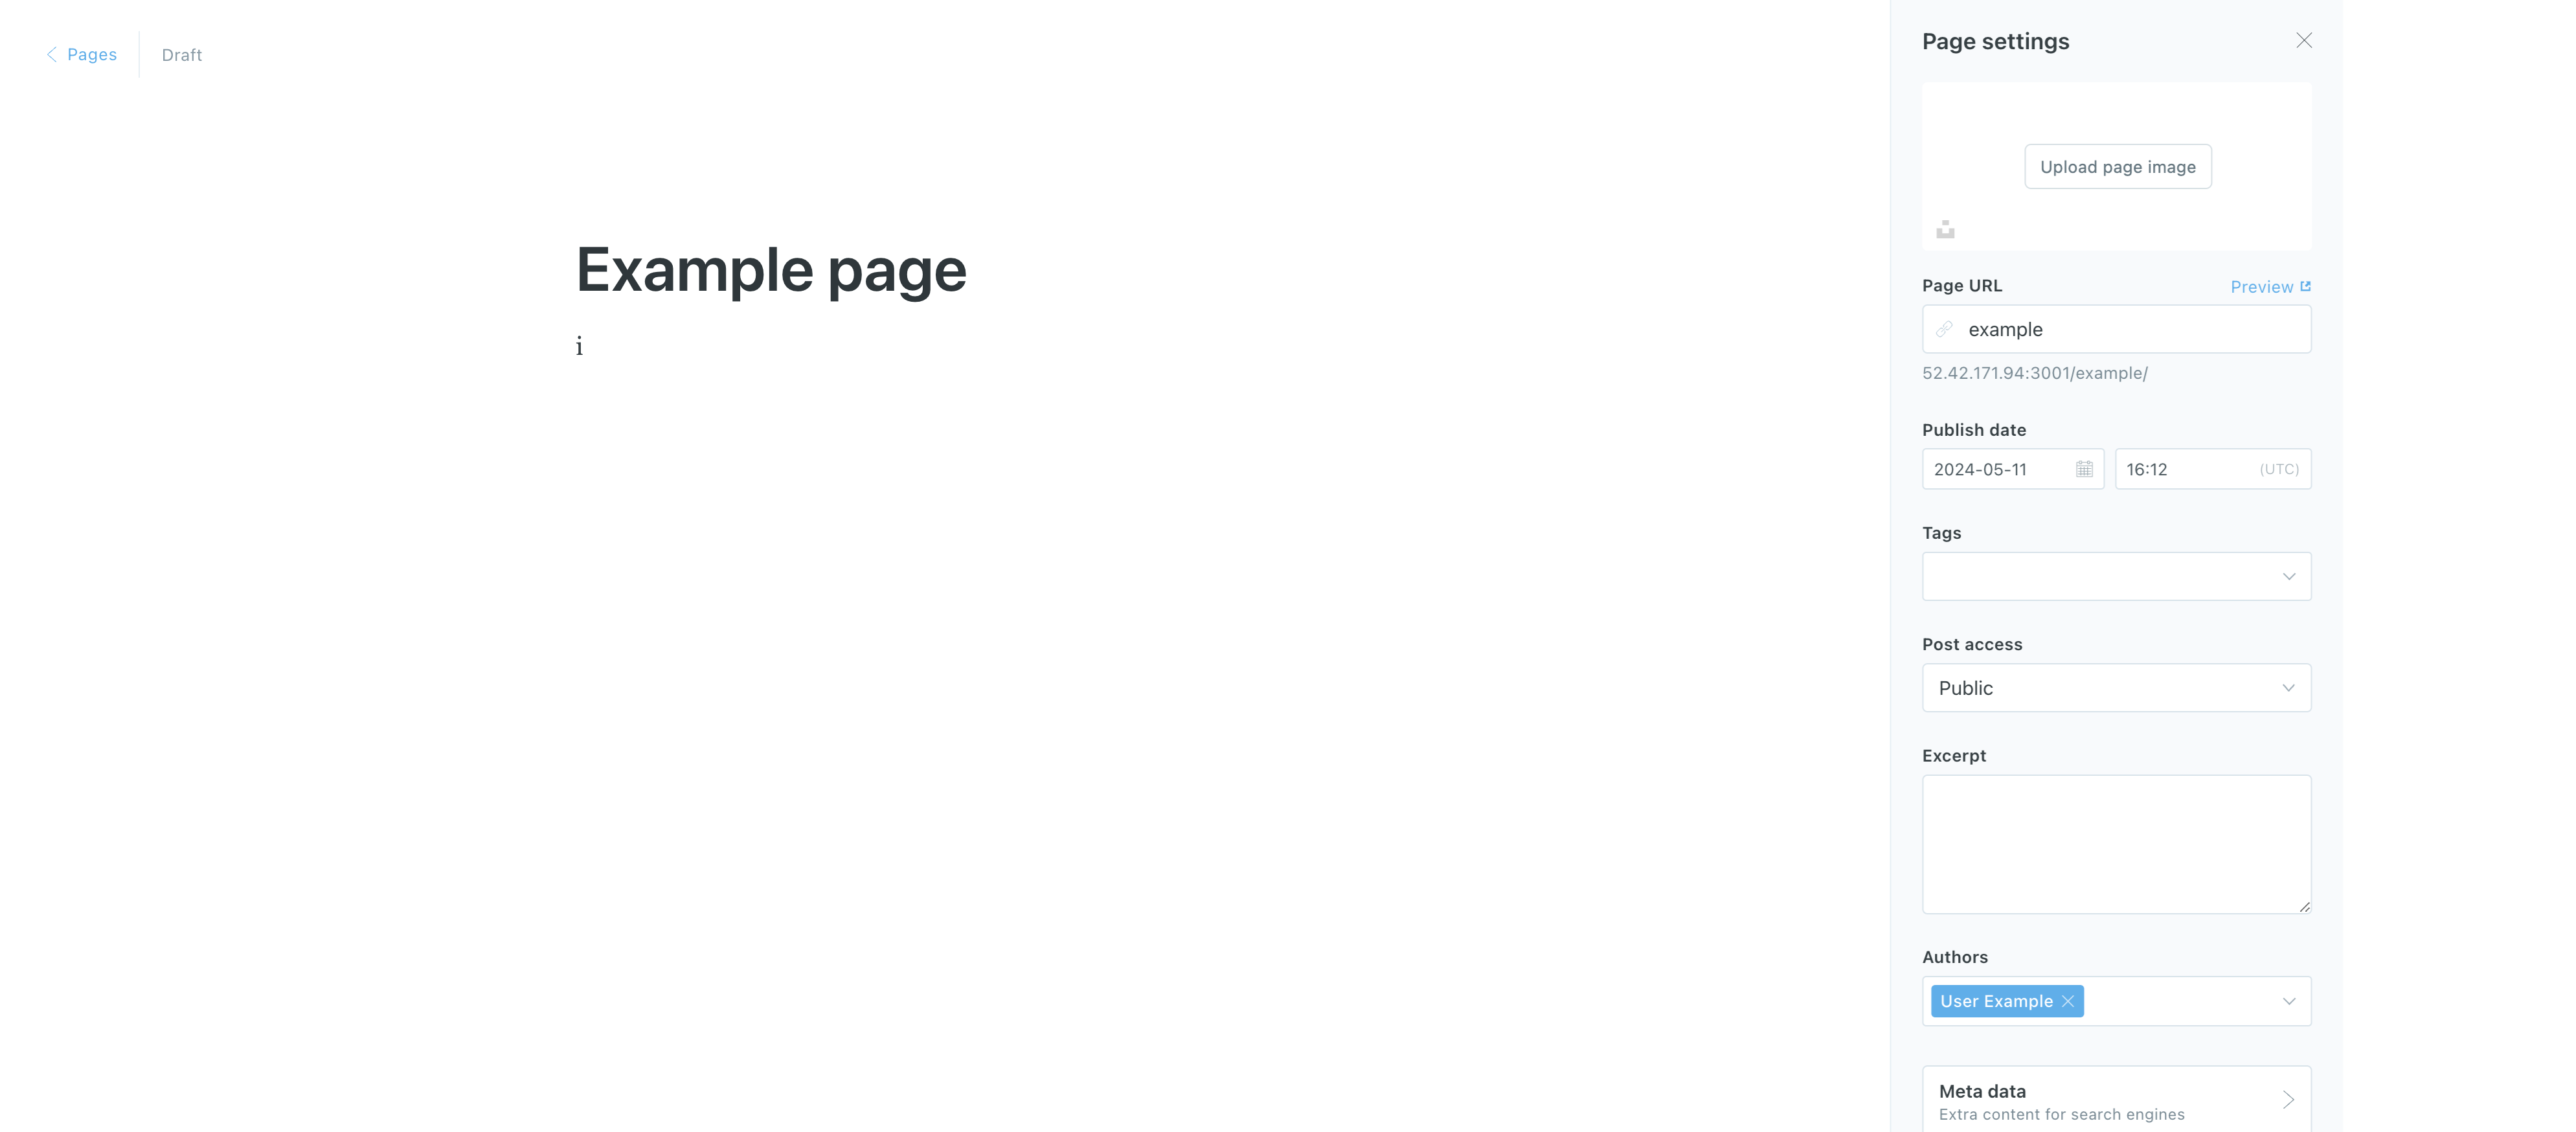 Pages
Draft
Example page
i
Page settings
Upload page image
Page URL
Preview
example
52.42.171.94:3001/example/
Publish date
2024-05-11
16:12
(UTC)
Tags
Post access
Public
Excerpt
Authors
User Example
Meta data
Extra content for search engines